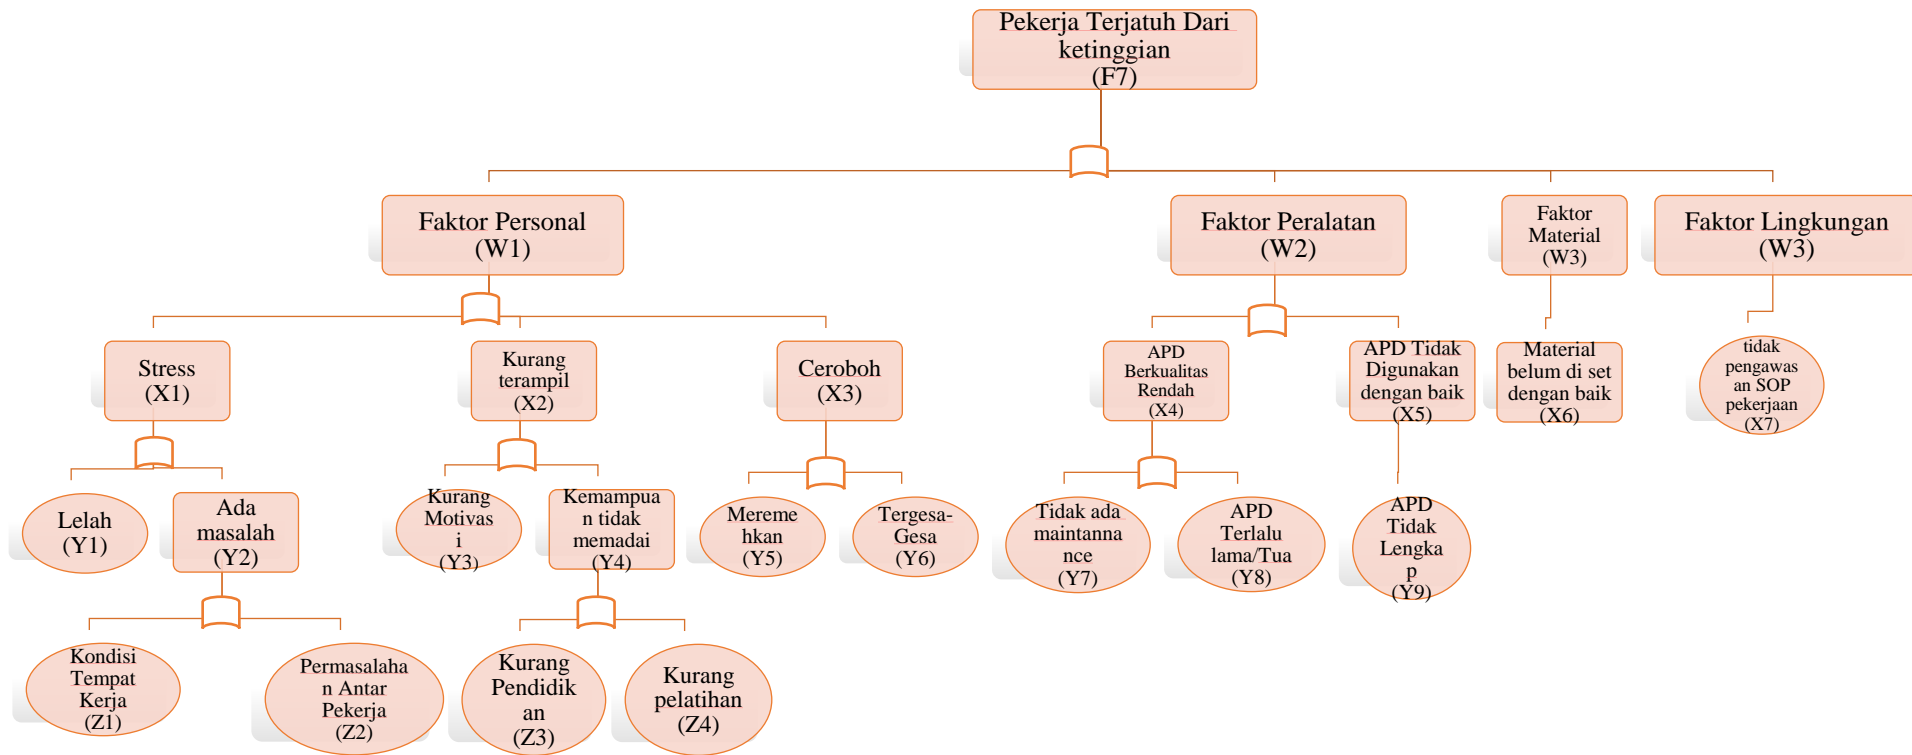 Pekerja Terjatuh Dari
ketinggian
(F7)
Faktor Personal
(W1)
Faktor Peralatan
(W2)
Faktor
Material
(W3)
Faktor Lingkungan
(W3)
Stress
(X1)
Kurang
terampil
(X2)
Ceroboh
(X3)
APD
Berkualitas
Rendah
(X4)
APD Tidak
Digunakan
dengan baik
(X5)
Material
belum di set
dengan baik
(X6)
tidak
pengawas
an SOP
pekerjaan
(X7)
Lelah
(Y1)
Ada
masalah
(Y2)
Kurang
Motivas
i
(Y3)
Kemampua
n tidak
memadai
(Y4)
Mereme
hkan
(Y5)
Tergesa-
Gesa
(Y6)
Tidak ada
maintanna
nce
(Y7)
APD
Terlalu
lama/Tua
(Y8)
APD
Tidak
Lengka
p
(Y9)
Kondisi
Tempat
Kerja
(Z1)
Permasalaha
n Antar
Pekerja
(Z2)
Kurang
Pendidik
an
(Z3)
Kurang
pelatihan
(Z4)